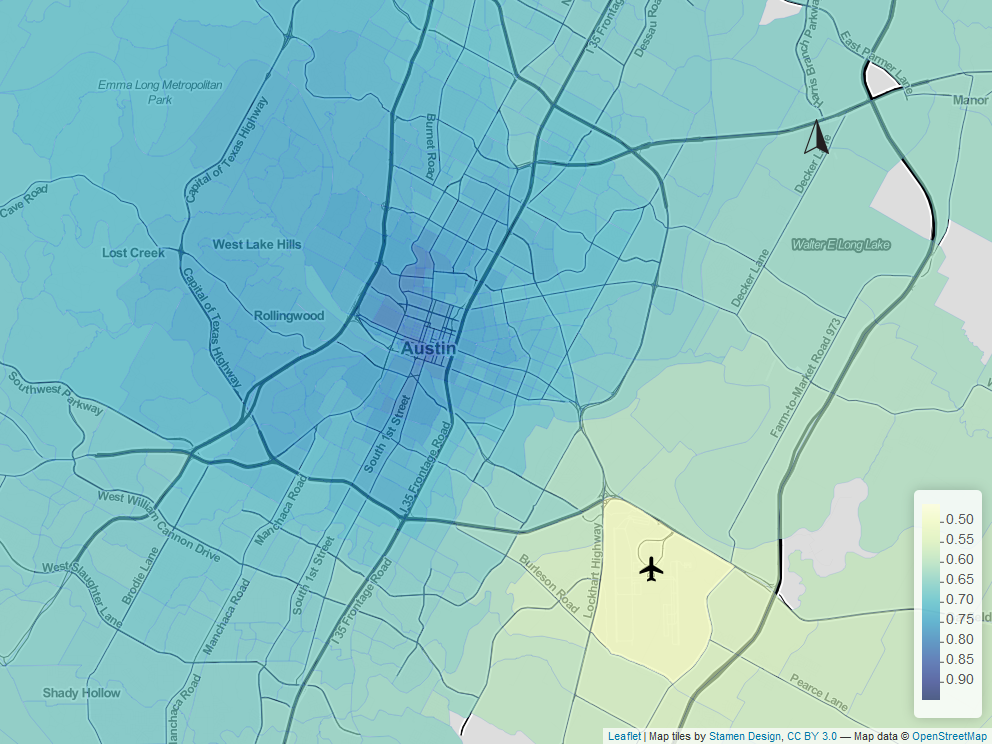 I 35 Frontage
Dessau Roa
Parris Branch Parkwa
East Parmer Lane
Emma Long Metropolitan
Park
Manor
Capital of Texas Highway
Burnet Road
Decker L
Cave Road
Lost Creek
West Lake Hills
Walter E Long Lake
Decker Lane
Capital of Texas Highway
Rollingwood
Austin
Farm-to-Market Road 973
Southwest Parkway
South 1st Street
I 35 Frontage Road
West William Cannon Drive
Manchaca Road
0.50
0.55
0.60
0.65
0.70
0.75
0.80
0.85
0.90
West Slaughter Lane
Brodie Lane
South 1st Street
Manchaca Road
I 35 Frontage Road
Burleson Road
Lockhart Highway
Shady Hollow
Manchaca Road
Pearce Lane
Leaflet | Map tiles by Stamen Design, CC BY 3.0 — Map data © OpenStreetMap